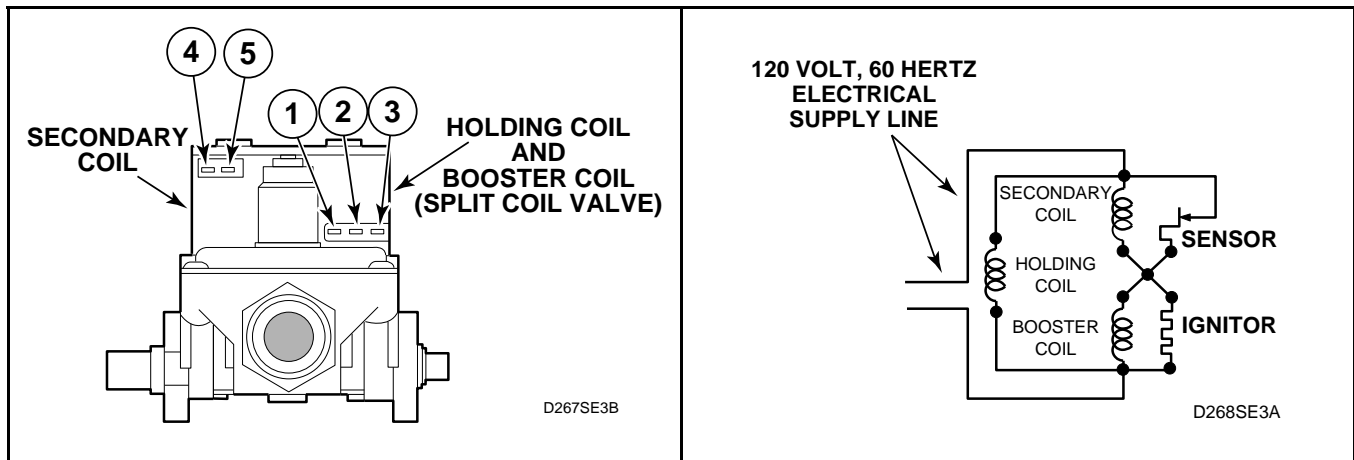 4
5
1
2
3
SECONDARY
COIL
HOLDING COIL
AND
BOOSTER COIL
(SPLIT COIL VALVE)
D267SE3B
120 VOLT, 60 HERTZ
ELECTRICAL
SUPPLY LINE
SECONDARY
COIL
SENSOR
HOLDING
COIL
BOOSTER
COIL
IGNITOR
D268SE3A